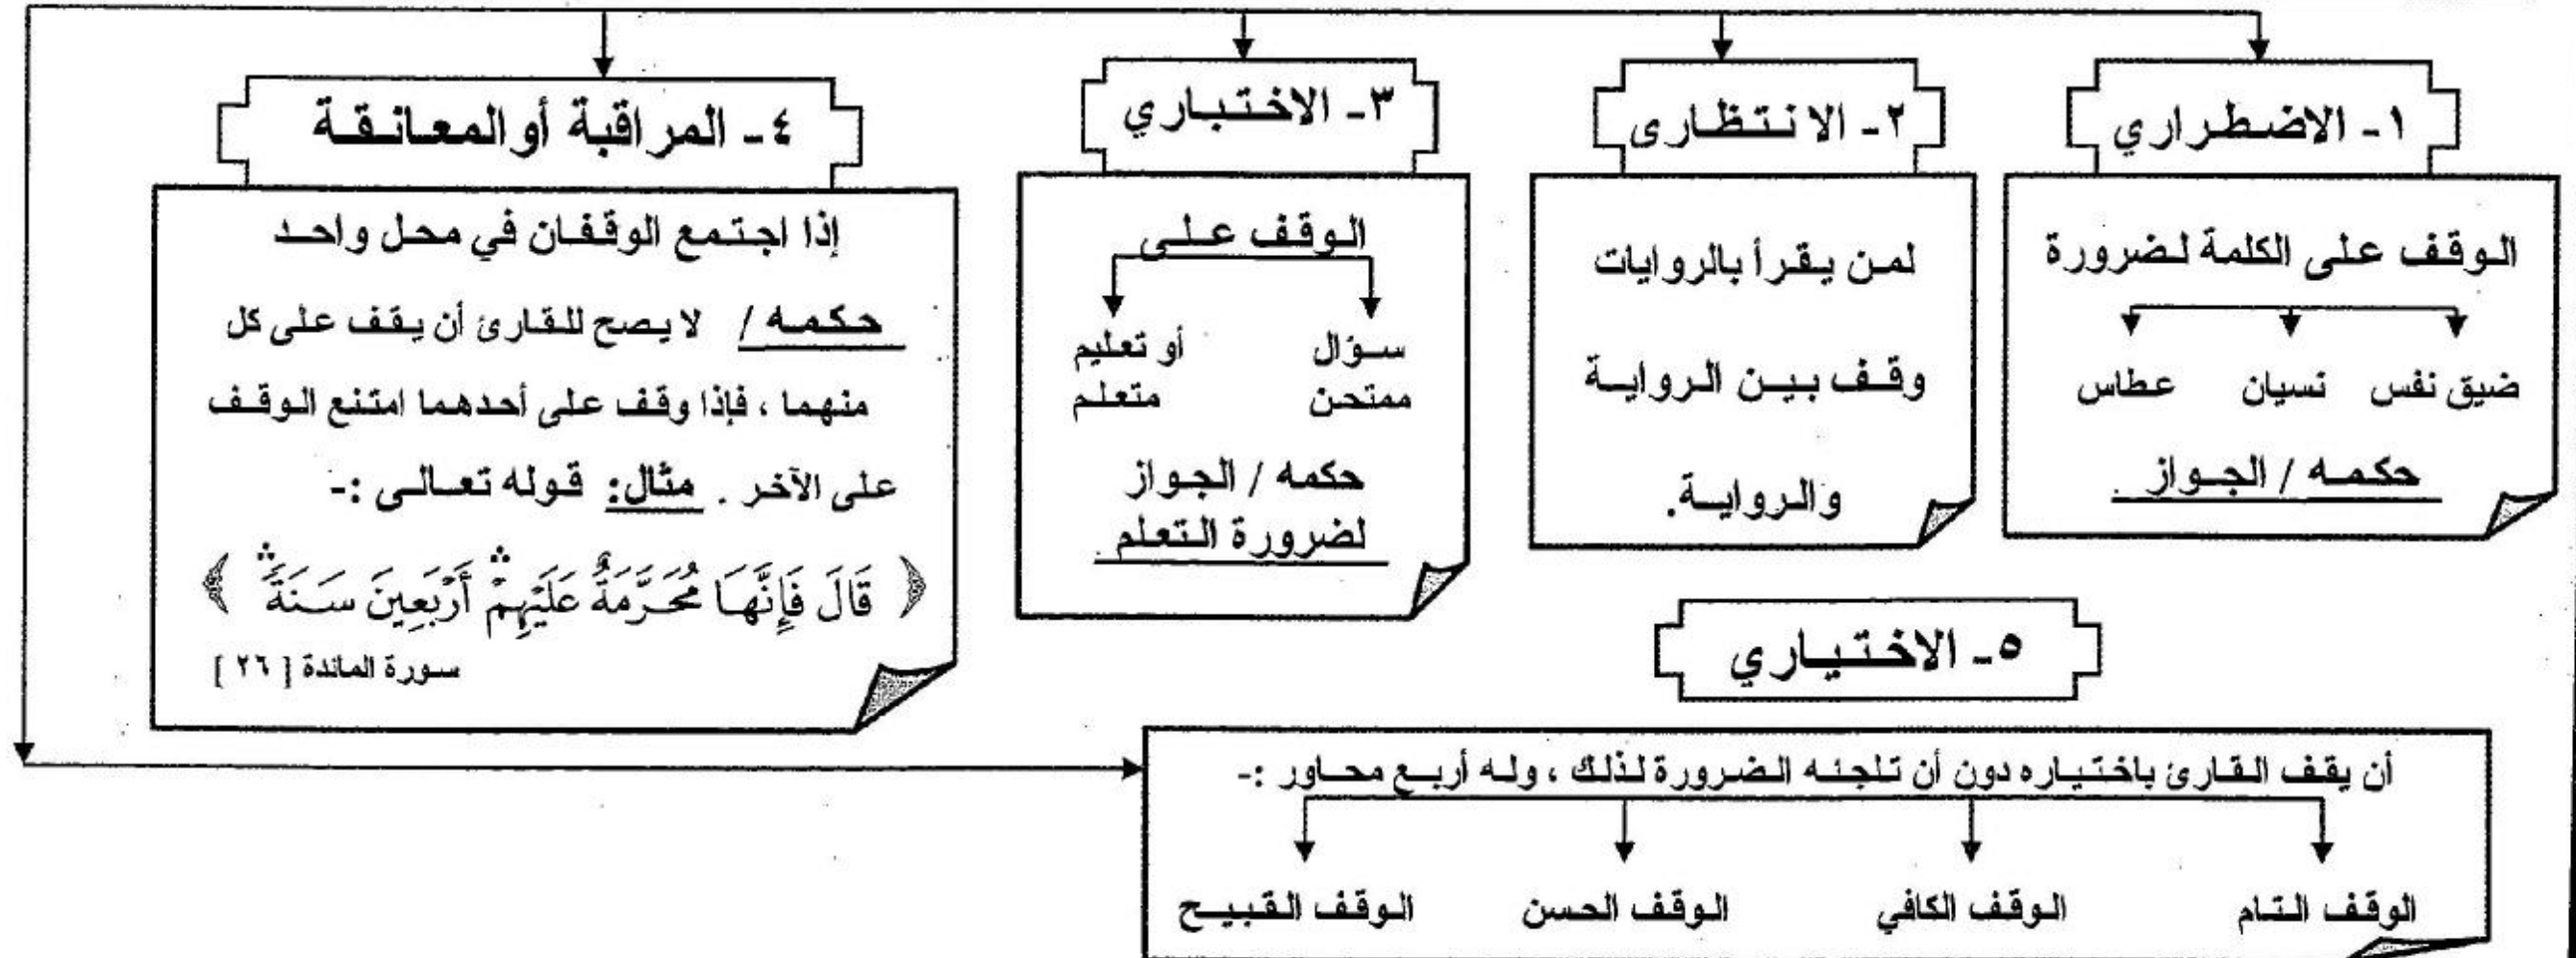 ١- الاضطراري
الوقف على الكلمة لضرورة
ضيق نفس نسيان عطاس
حكمه / الجواز .
٢- الانتظارى
لمن يقرأ بالروايات
وقف بين الرواية
والرواية.
٣- الاختباري
الوقف على
سؤال أو تعليم
ممتحن متعلم
حكمه / الجواز
لضرورة التعلم .
٤- المراقبة أو المعانقة
إذا اجتمع الوقفان في محل واحد
حكمه / لا يصح للقارئ أن يقف على كل
منهما ، فإذا وقف على أحدهما امتنع الوقف
على الآخر . مثال: قوله تعالى :-
﴿ قَالَ فَإِنَّهَا مُحَرَّمَةٌ عَلَيْهِمْ ۛ أَرْبَعِينَ سَنَةً ۛ ﴾
سورة المائدة [ ٢٦ ]
٥- الاختياري
أن يقف القارئ باختياره دون أن تلجئه الضرورة لذلك ، وله أربع محاور :-
الوقف التام الوقف الكافي الوقف الحسن الوقف القبيح